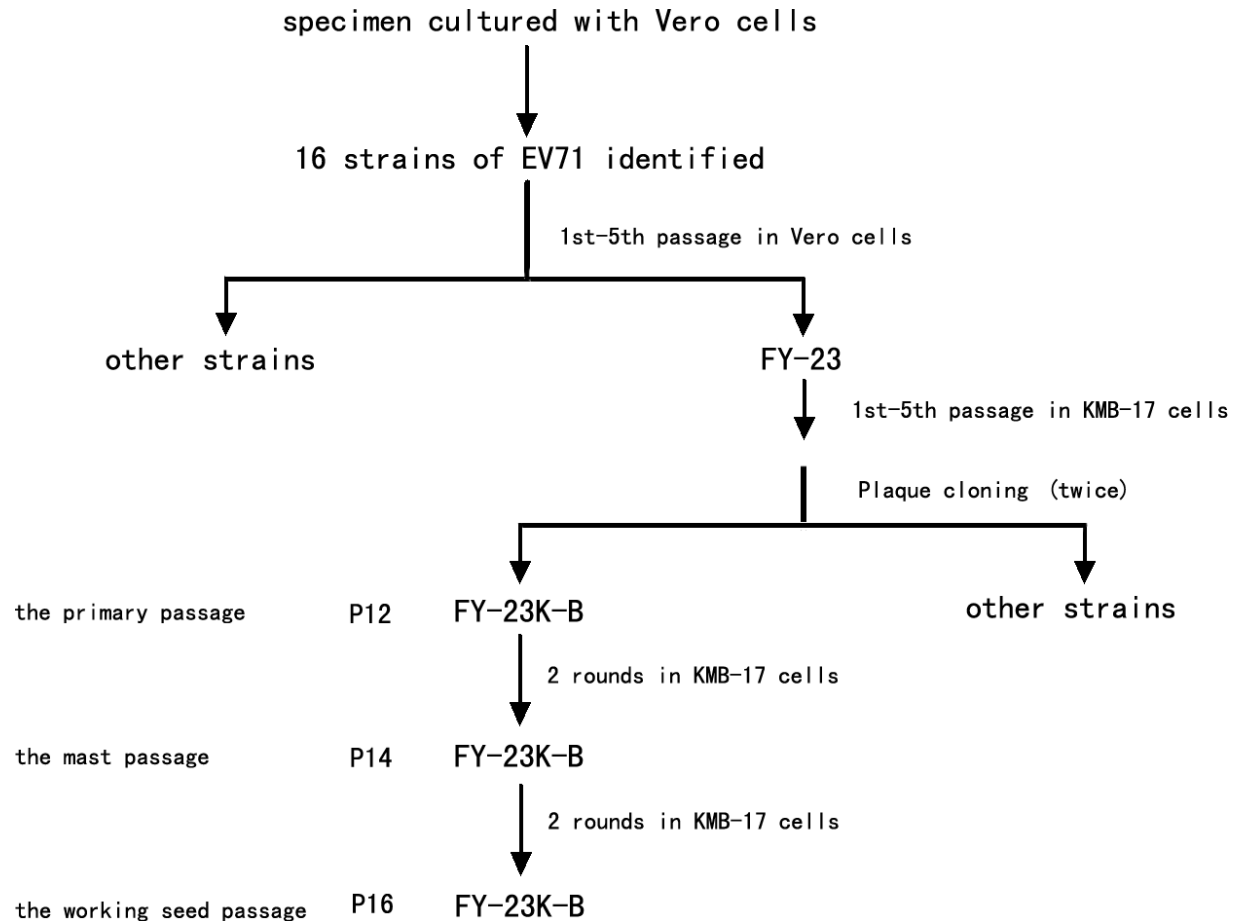 specimen cultured with Vero cells
16 strains of EV71 identified
1st-5th passage in Vero cells
other strains
FY-23
1st-5th passage in KMB-17 cells
Plaque cloning (twice)
the primary passage P12 FY-23K-B other strains
2 rounds in KMB-17 cells
the mast passage P14 FY-23K-B
2 rounds in KMB-17 cells
the working seed passage P16 FY-23K-B